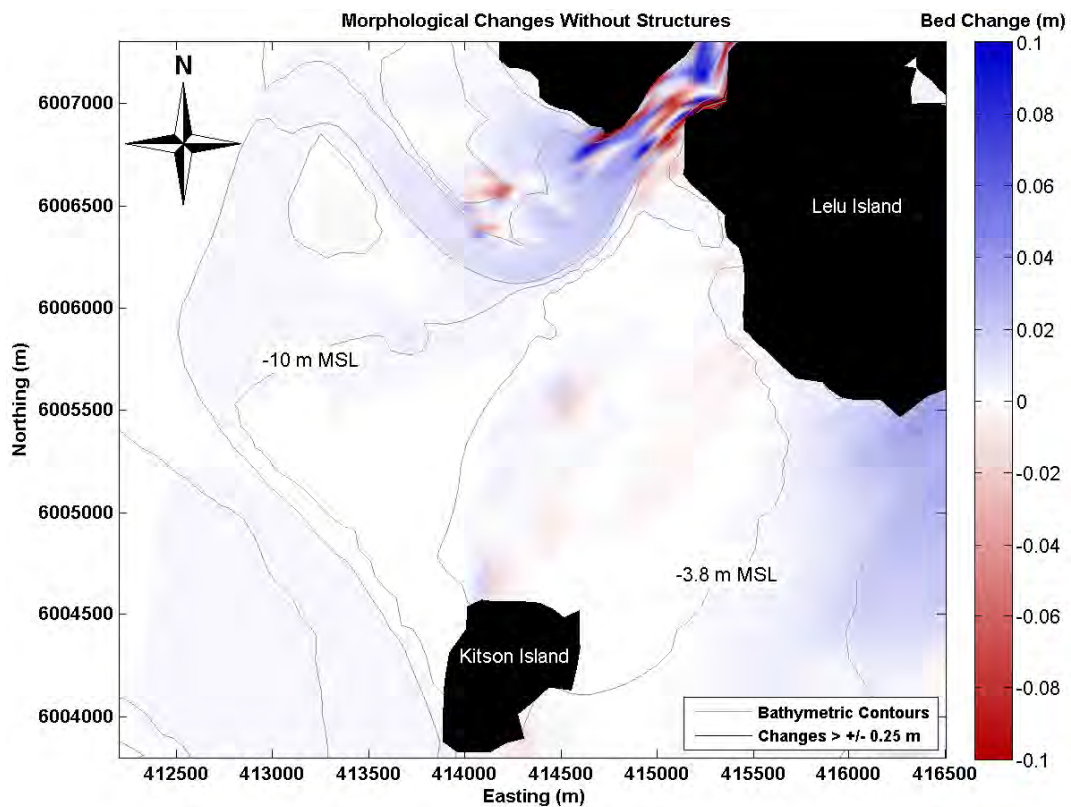 Morphological Changes Without Structures
Bed Change (m)
N
Lelu Island
-10 m MSL
-3.8 m MSL
Kitson Island
Bathymetric Contours
Changes > +/- 0.25 m
Northing (m)
6007000
6006500
6006000
6005500
6005000
6004500
6004000
412500 413000 413500 414000 414500 415000 415500 416000 416500
Easting (m)
0.1
0.08
0.06
0.04
0.02
0
-0.02
-0.04
-0.06
-0.08
-0.1